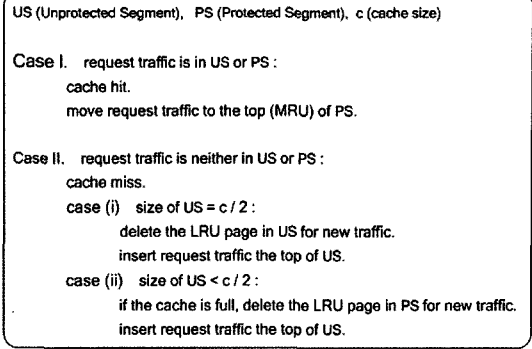 US (Unprotected Segment), PS (Protected Segment), c (cache size)
Case I. request traffic is in US or PS :
cache hit.
move request traffic to the top (MRU) of PS.
Case II. request traffic is neither in US or PS :
cache miss.
case (i) size of US = c / 2 :
delete the LRU page in US for new traffic.
insert request traffic the top of US.
case (ii) size of US < c / 2 :
if the cache is full, delete the LRU page in PS for new traffic.
insert request traffic the top of US.